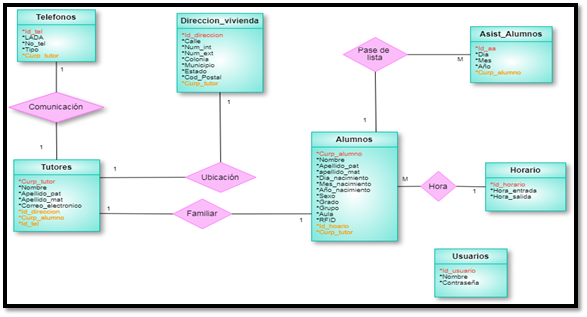 Telefonos
*Id_tel
*LADA
*No_tel
*Tipo
*Curp_tutor
1
Comunicación
1
Direccion_vivienda
*Id_direccion
*Calle
*Num_int
*Num_ext
*Colonia
*Municipio
*Estado
*Cod_Postal
*Curp_tutor
1
Ubicación
1
Pase de
lista
M
1
Asist_Alumnos
*Id_aa
*Dia
*Mes
*Año
*Curp_alumno
Tutores
*Curp_tutor
*Nombre
*Apellido_pat
*Apellido_mat
*Correo_electronico
*Id_direccion
*Curp_alumno
*Id_tel
1
Familiar
1
Alumnos
*Curp_alumno
*Nombre
*Apellido_pat
*apellido_mat
*Dia_nacimiento
*Mes_nacimiento
*Año_nacimiento
*Sexo
*Grado
*Grupo
*Aula
*RFID
*Id_hoario
*Curp_tutor
M
Hora
1
Horario
*Id_horario
*Hora_entrada
*Hora_salida
Usuarios
*Id_usuario
*Nombre
*Contraseña